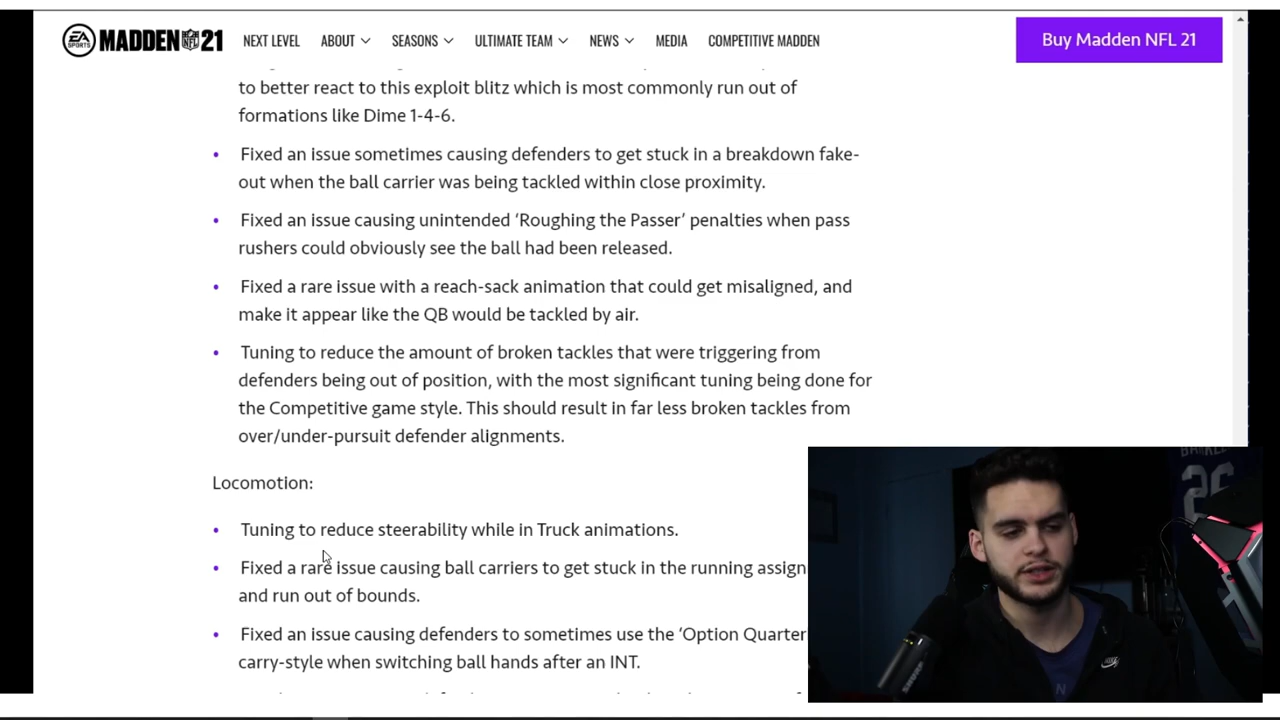 EA SPORTS MADDEN NFL 21 NEXT LEVEL ABOUT SEASONS ULTIMATE TEAM NEWS MEDIA COMPETITIVE MADDEN Buy Madden NFL 21
to better react to this exploit blitz which is most commonly run out of
formations like Dime 1-4-6.
• Fixed an issue sometimes causing defenders to get stuck in a breakdown fake-
out when the ball carrier was being tackled within close proximity.
• Fixed an issue causing unintended ‘Roughing the Passer’ penalties when pass
rushers could obviously see the ball had been released.
• Fixed a rare issue with a reach-sack animation that could get misaligned, and
make it appear like the QB would be tackled by air.
• Tuning to reduce the amount of broken tackles that were triggering from
defenders being out of position, with the most significant tuning being done for
the Competitive game style. This should result in far less broken tackles from
over/under-pursuit defender alignments.
Locomotion:
• Tuning to reduce steerability while in Truck animations.
• Fixed a rare issue causing ball carriers to get stuck in the running assign
and run out of bounds.
• Fixed an issue causing defenders to sometimes use the ‘Option Quarter
carry-style when switching ball hands after an INT.
26
SHURE